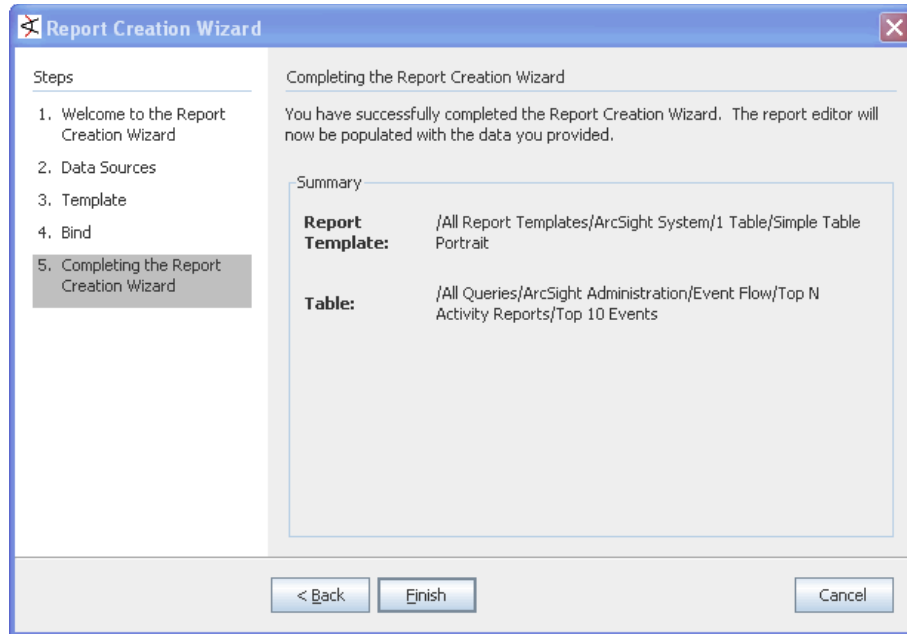 Report Creation Wizard
Steps
1. Welcome to the Report
Creation Wizard
2. Data Sources
3. Template
4. Bind
5. Completing the Report
Creation Wizard
Completing the Report Creation Wizard
You have successfully completed the Report Creation Wizard. The report editor will
now be populated with the data you provided.
Summary
Report
Template:
/All Report Templates/ArcSight System/1 Table/Simple Table
Portrait
Table:
/All Queries/ArcSight Administration/Event Flow/Top N
Activity Reports/Top 10 Events
< Back
Finish
Cancel